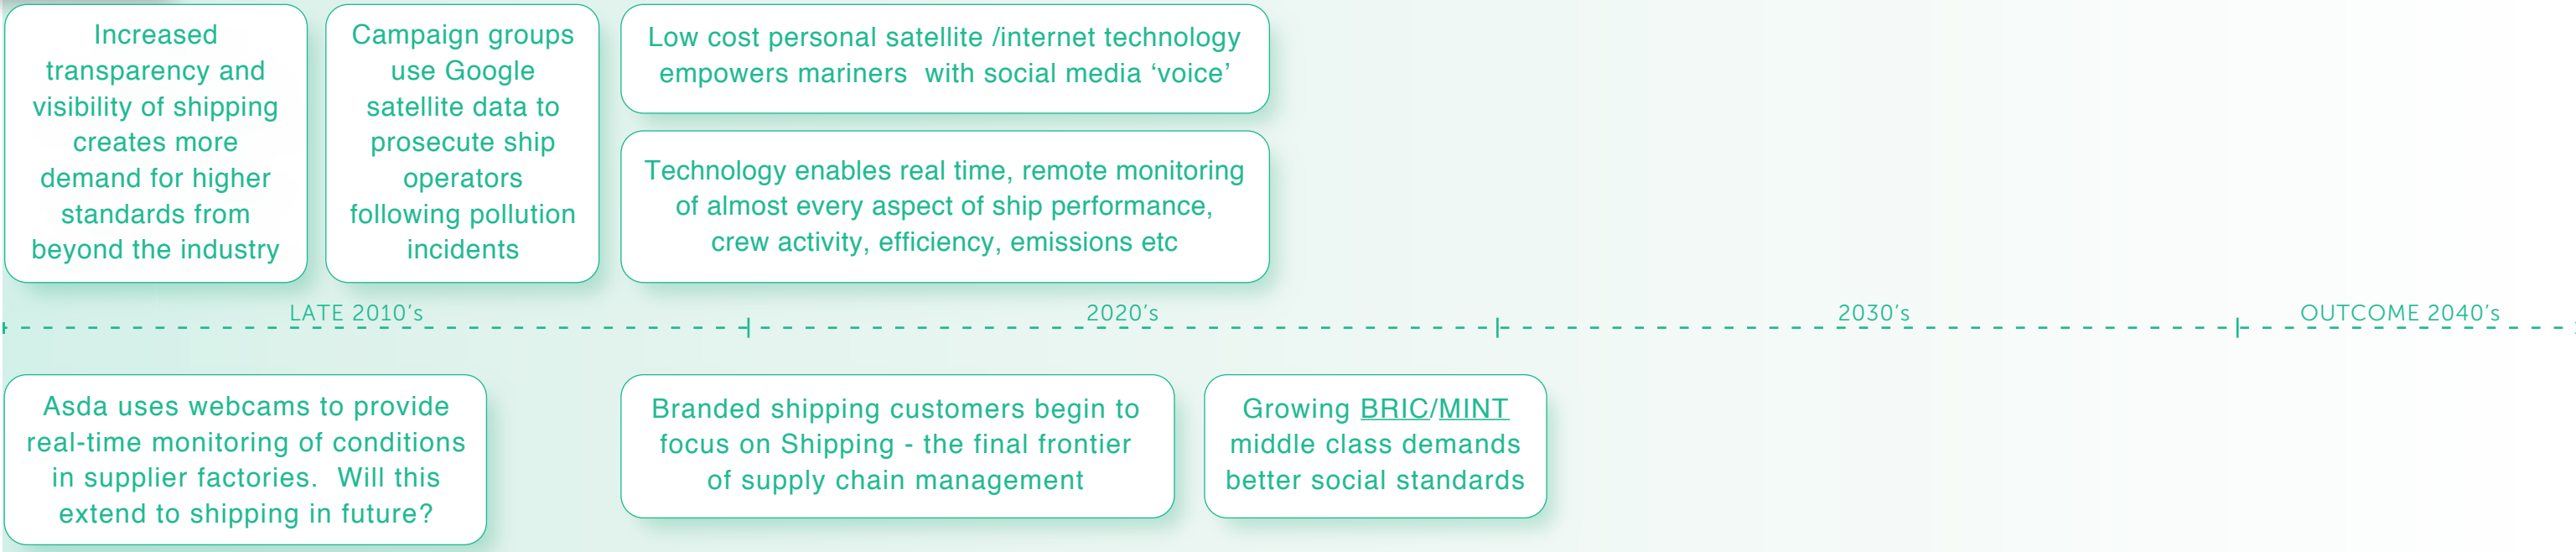 Increased
transparency and
visibility of shipping
creates more
demand for higher
standards from
beyond the industry
Campaign groups
use Google
satellite data to
prosecute ship
operators
following pollution
incidents
Low cost personal satellite /internet technology
empowers mariners  with social media ‘voice’
Technology enables real time, remote monitoring
of almost every aspect of ship performance,
crew activity, efficiency, emissions etc
LATE 2010’s
2020’s
2030’s
OUTCOME 2040’s
Asda uses webcams to provide
real-time monitoring of conditions
in supplier factories.  Will this
extend to shipping in future?
Branded shipping customers begin to
focus on Shipping - the final frontier
of supply chain management
Growing BRIC/MINT
middle class demands
better social standards